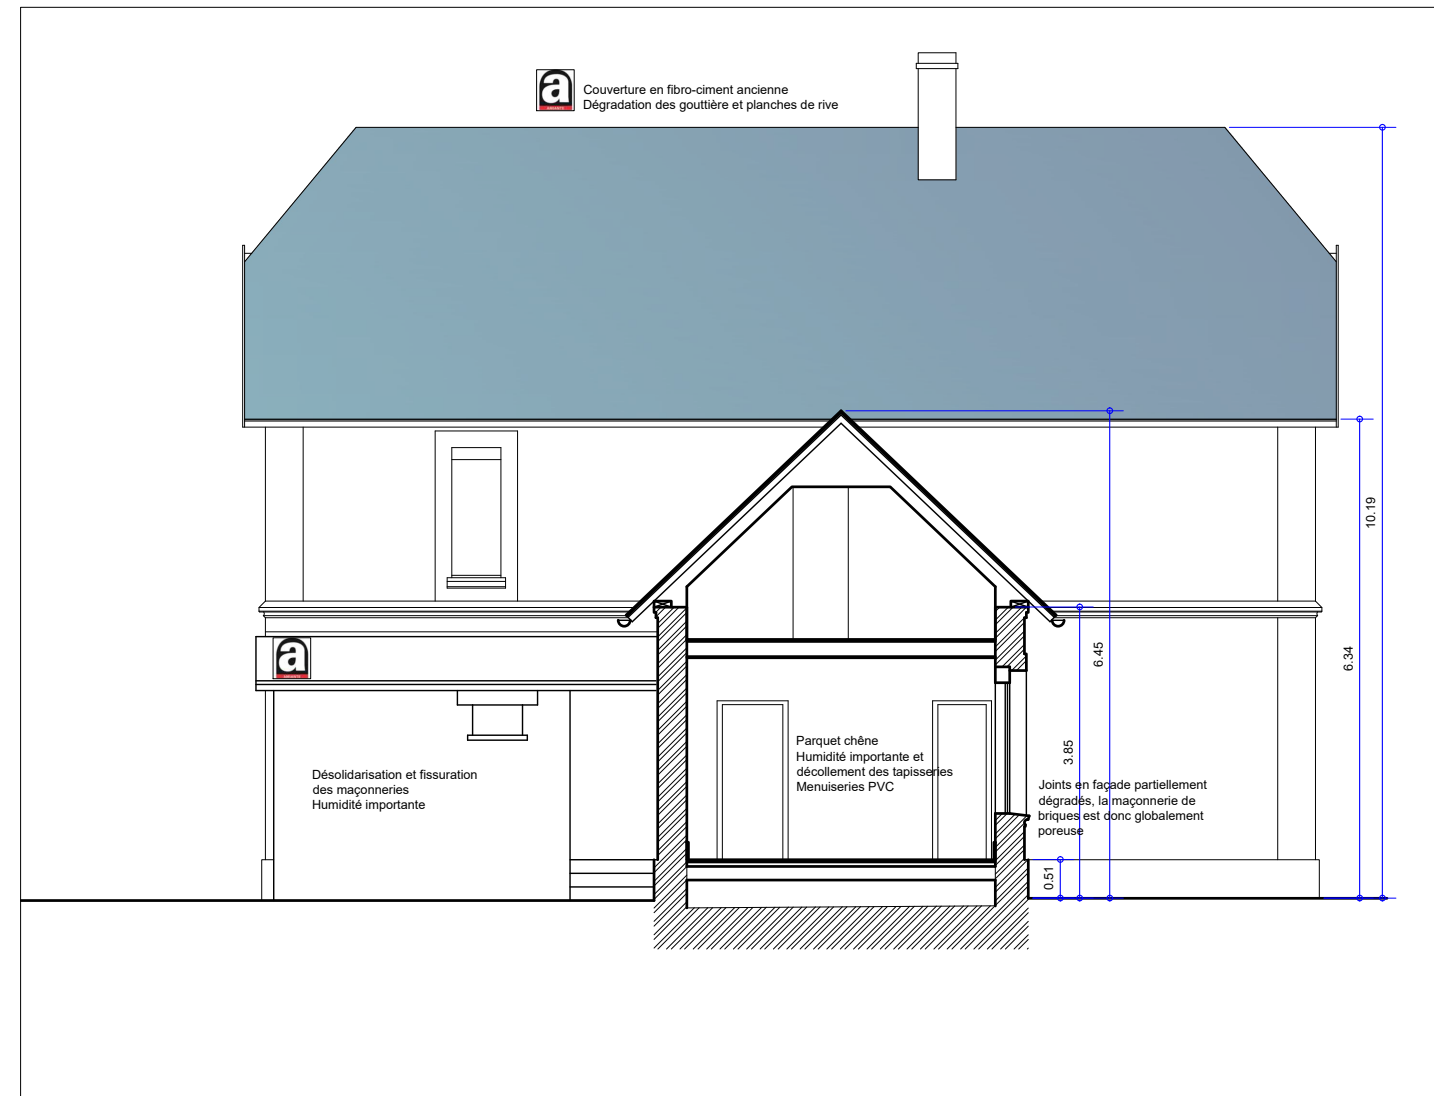 a
Couverture en fibro-ciment ancienne
Dégradation des gouttière et planches de rive
10.19
6.45
6.34
a
3.85
Parquet chêne
Humidité importante et
décollement des tapisseries
Menuiseries PVC
Désolidarisation et fissuration
des maçonneries
Humidité importante
Joints en façade partiellement
dégradés, la maçonnerie de
briques est donc globalement
poreuse
0.51